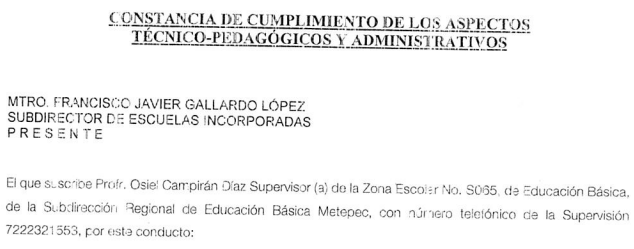 CONSTANCIA DE CUMPLIMIENTO DE LOS ASPECTOS
TÉCNICO-PEDAGÓGICOS Y ADMINISTRATIVOS
MTRO. FRANCISCO JAVIER GALLARDO LÓPEZ
SUBDIRECTOR DE ESCUELAS INCORPORADAS
P R E S E N T E
El que suscribe Profr. Osiel Campirán Díaz Supervisor (a) de la Zona Escolar No. S065, de Educación Básica,
de la Subdirección Regional de Educación Básica Metepec, con número telefónico de la Supervisión
7222321553, por este conducto: